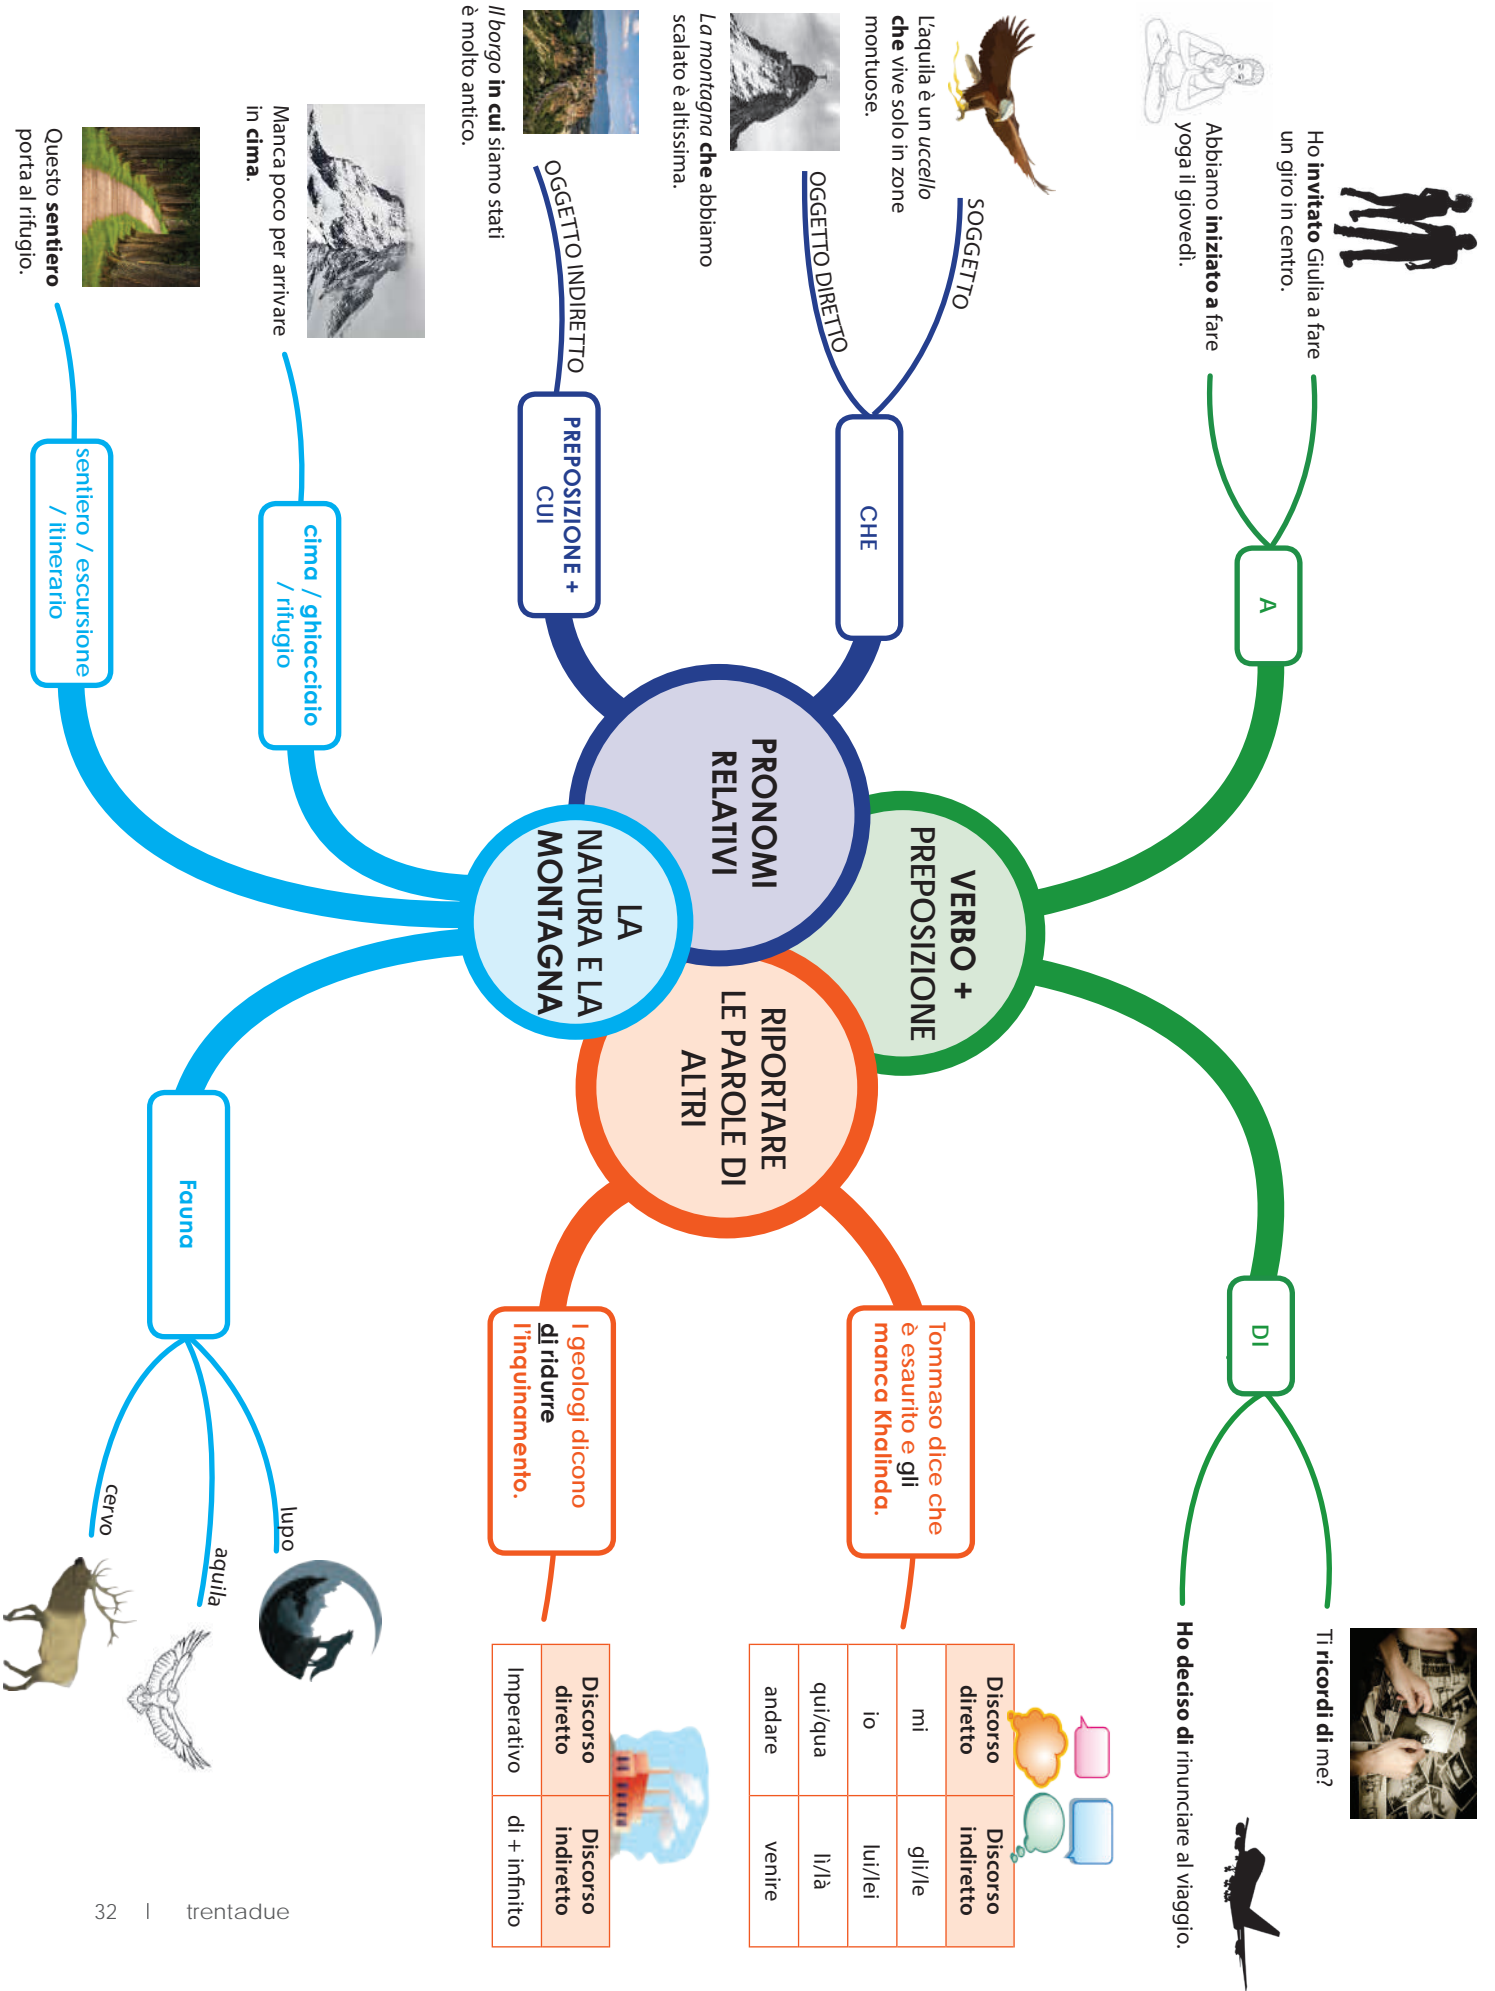 Ho invitato Giulia a fare
un giro in centro.
Abbiamo iniziato a fare
yoga il giovedì.
A
VERBO +
PREPOSIZIONE
DI
Ti ricordi di me?
Ho deciso di rinunciare al viaggio.
L'aquila è un uccello
che vive solo in zone
montuose.
SOGGETTO
La montagna che abbiamo
scalato è altissima.
OGGETTO DIRETTO
CHE
Il borgo in cui siamo stati
è molto antico.
OGGETTO INDIRETTO
PREPOSIZIONE +
CUI
PRONOMI
RELATIVI
RIPORTARE
LE PAROLE DI
ALTRI
Tommaso dice che
è esaurito e gli
manca Khalinda.
Discorso diretto Discorso indiretto
mi gli/le
io lui/lei
qui/qua lì/là
andare venire
I geologi dicono
di ridurre
l'inquinamento.
Discorso diretto Discorso indiretto
Imperativo di + infinito
LA
NATURA E LA
MONTAGNA
Manca poco per arrivare
in cima.
cima / ghiacciaio
/ rifugio
Questo sentiero
porta al rifugio.
sentiero / escursione
/ itinerario
Fauna
lupo
aquila
cervo
32 | trentadue